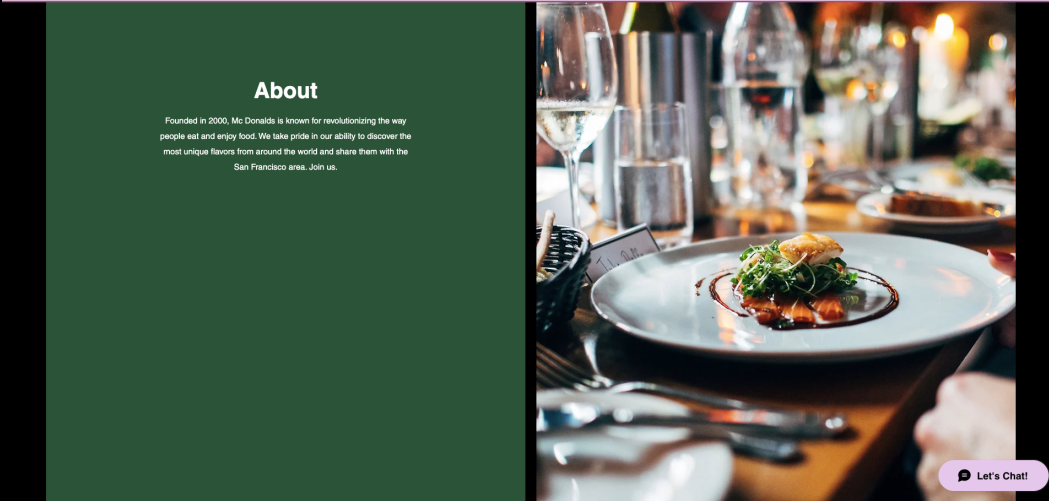 About
Founded in 2000, Mc Donalds is known for revolutionizing the way
people eat and enjoy food. We take pride in our ability to discover the
most unique flavors from around the world and share them with the
San Francisco area. Join us.
Let's Chat!